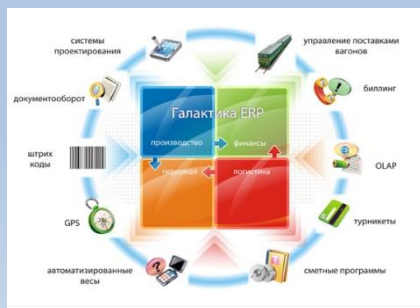 системы
проектирования
управление поставками
вагонов
документооборот
биллинг
Галактика ERP
производство
финансы
штрих
коды
персонал
логистика
OLAP
GPS
турникеты
автоматизированные
весы
сметные программы